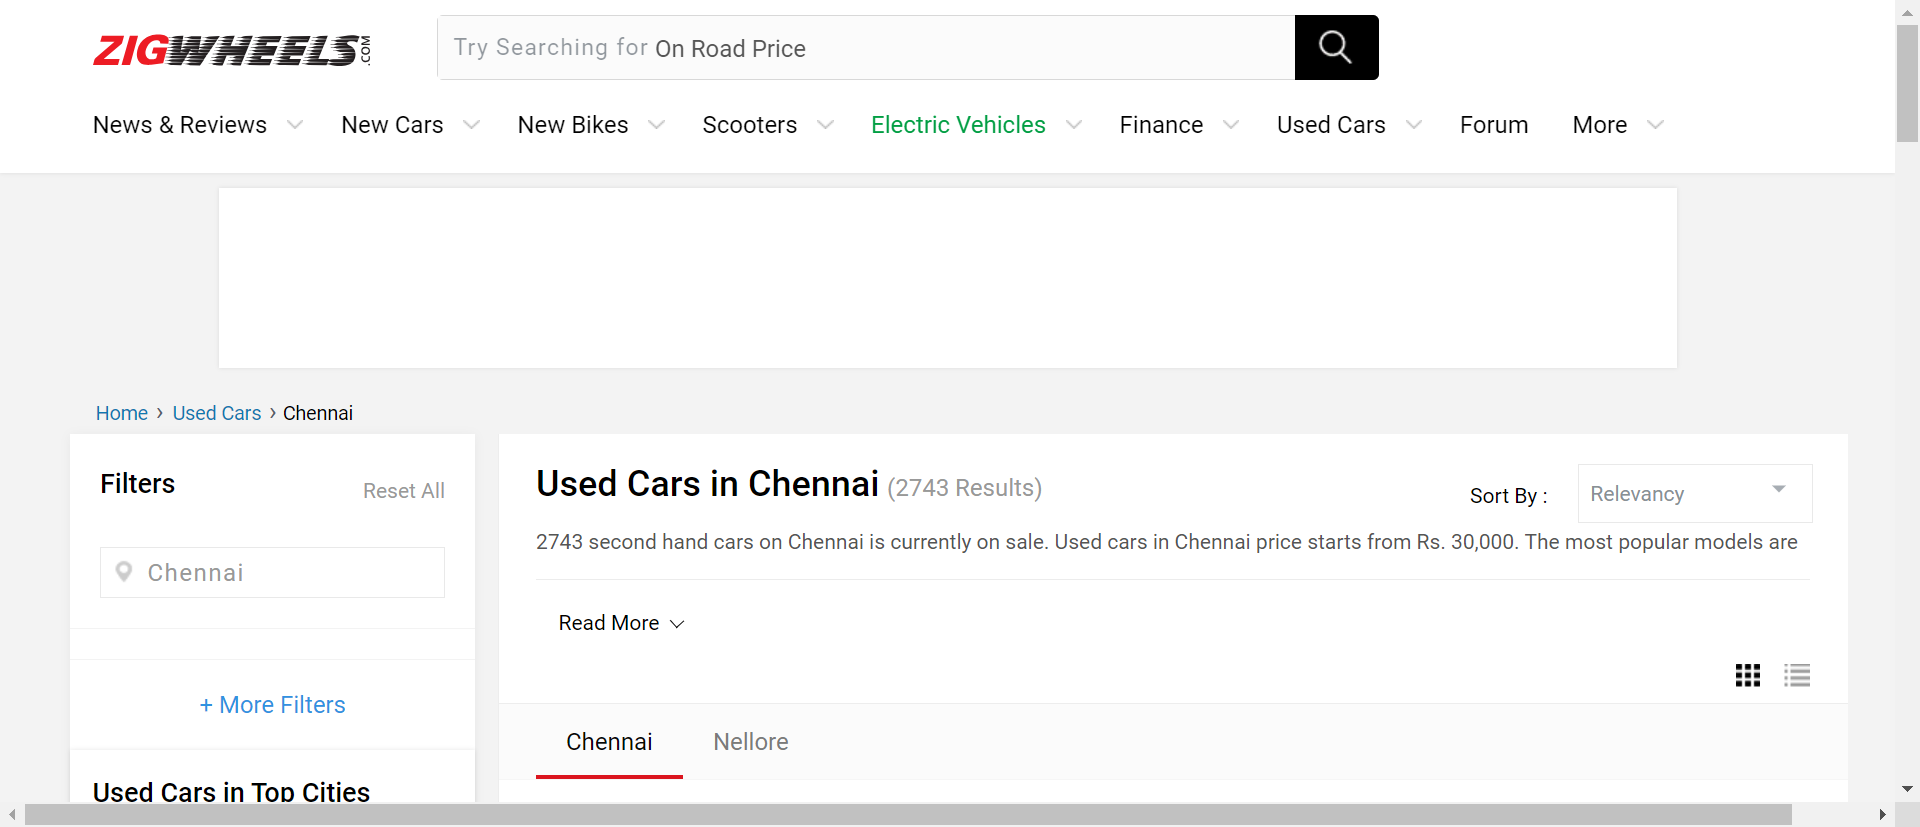 ZIGWHEELS.COM
Try Searching for On Road Price
News & Reviews New Cars New Bikes Scooters Electric Vehicles Finance Used Cars Forum More
Home › Used Cars › Chennai
Filters
Reset All
Chennai
+ More Filters
Used Cars in Top Cities
Used Cars in Chennai (2743 Results)
Sort By : Relevancy
2743 second hand cars on Chennai is currently on sale. Used cars in Chennai price starts from Rs. 30,000. The most popular models are
Read More
Chennai Nellore